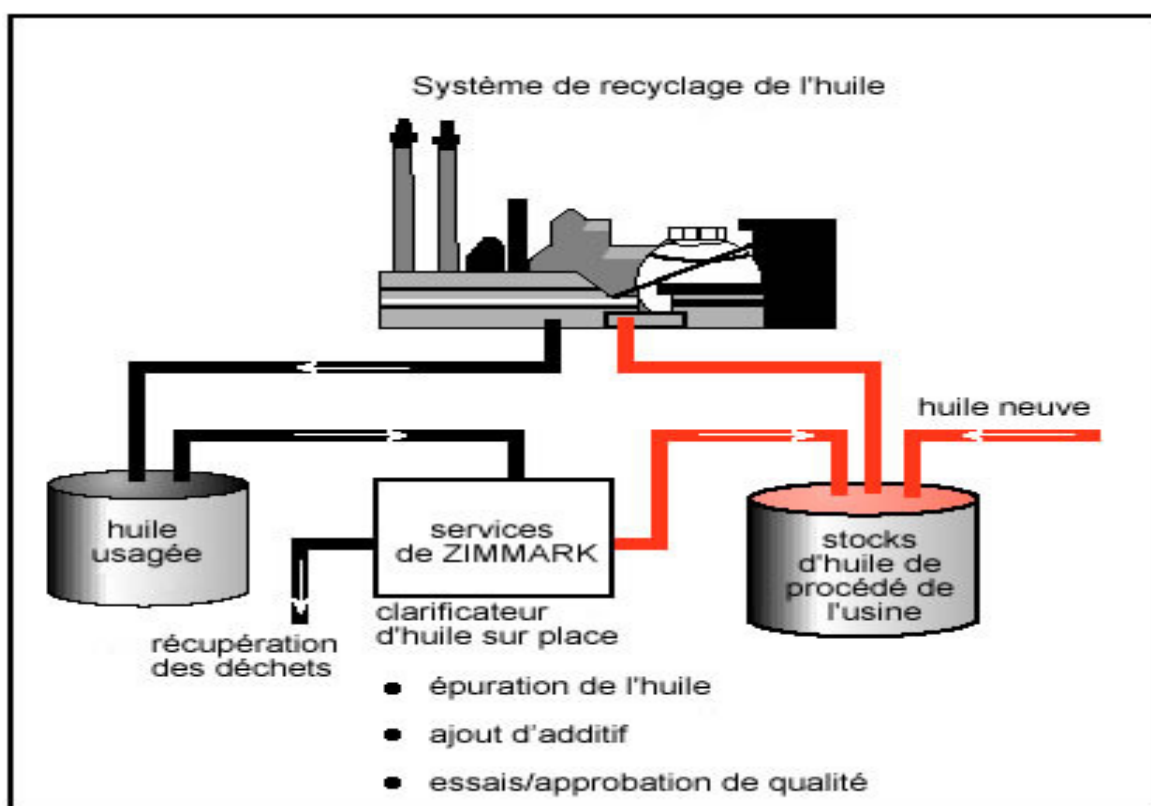 Système de recyclage de l'huile
huile neuve
huile
usagée
services
de ZIMMARK
stocks
d'huile de
procédé de
l'usine
récupération
des déchets
clarificateur
d'huile sur place
• épuration de l'huile
• ajout d'additif
• essais/approbation de qualité